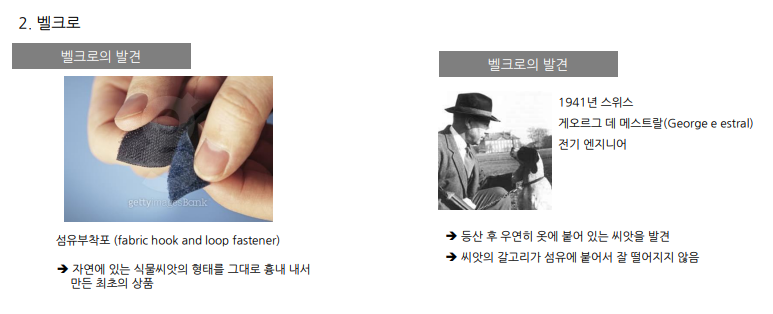 2. 벨크로
벨크로의 발견
gettyimagesBank
섬유부착포 (fabric hook and loop fastener)
➔ 자연에 있는 식물씨앗의 형태를 그대로 흉내 내서
만든 최초의 상품
벨크로의 발견
1941년 스위스
게오르그 데 메스트랄(George e estral)
전기 엔지니어
➔ 등산 후 우연히 옷에 붙어 있는 씨앗을 발견
➔ 씨앗의 갈고리가 섬유에 붙어서 잘 떨어지지 않음